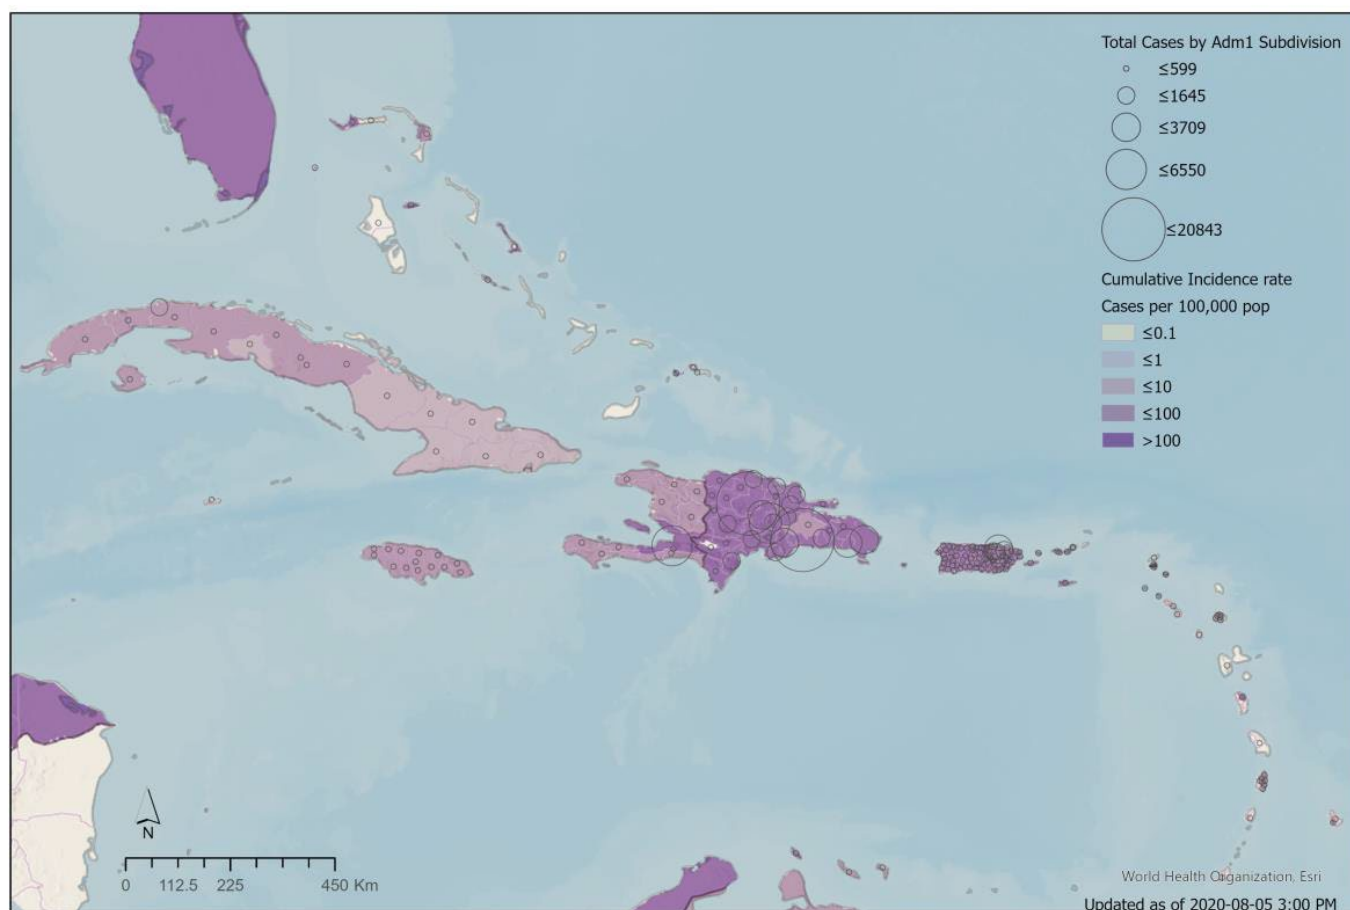 Total Cases by Adm1 Subdivision
≤599
≤1645
≤3709
≤6550
≤20843
Cumulative Incidence rate
Cases per 100,000 pop
≤0.1
≤1
≤10
≤100
>100
N
0 112.5 225 450 Km
World Health Organization, Esri
Updated as of 2020-08-05 3:00 PM